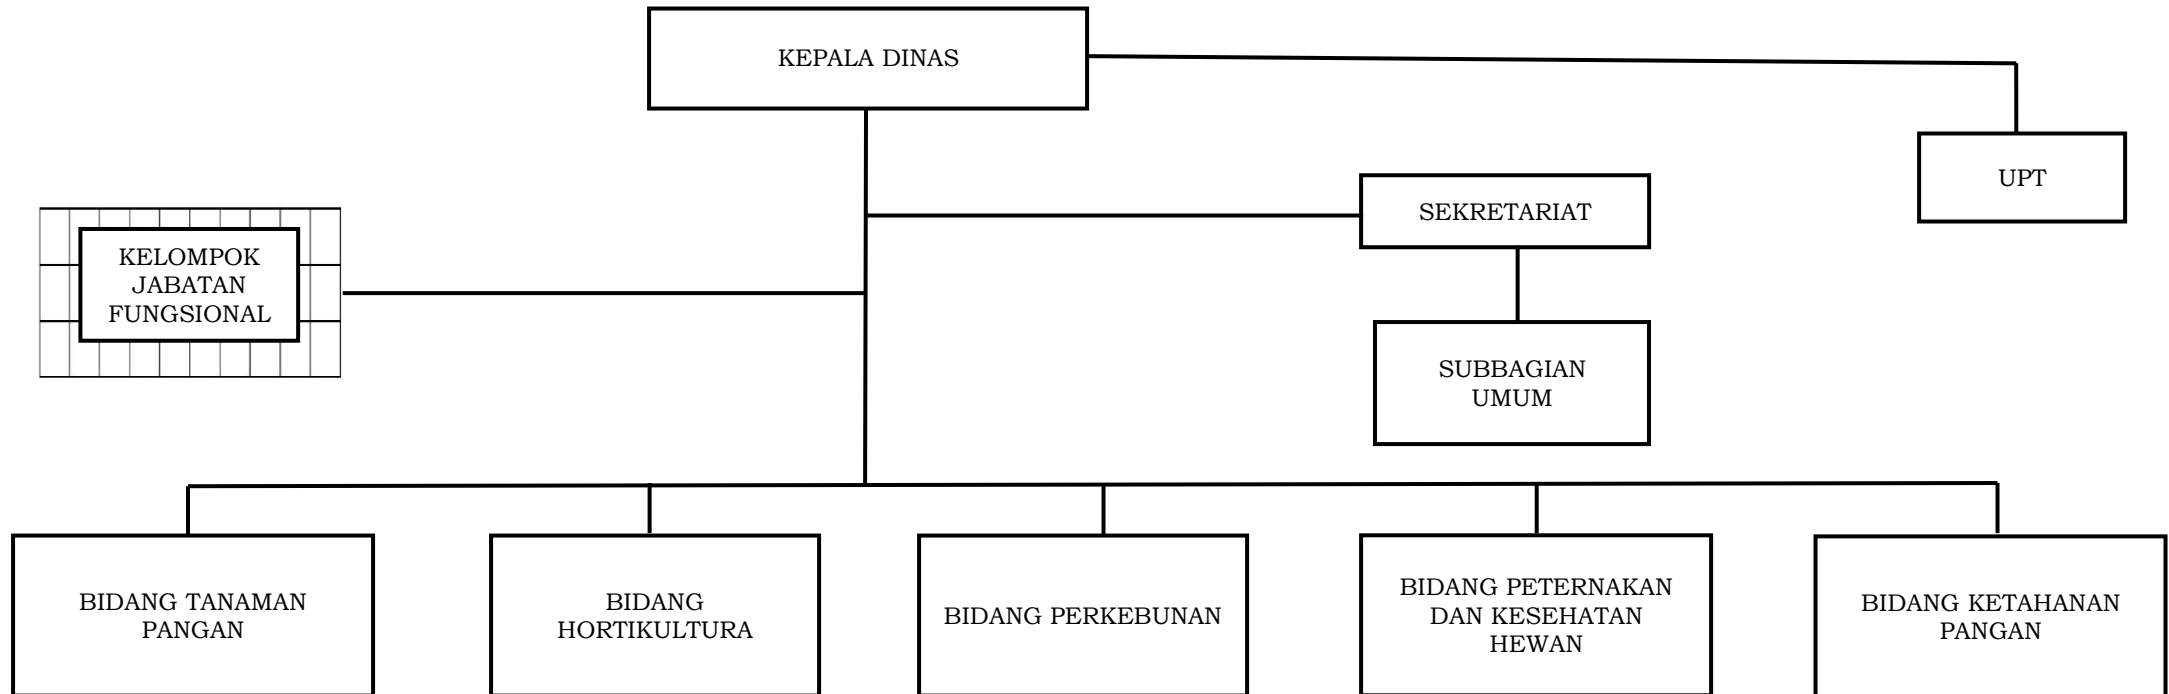 KEPALA DINAS
UPT
SEKRETARIAT
KELOMPOK
JABATAN
FUNGSIONAL
SUBBAGIAN
UMUM
BIDANG TANAMAN
PANGAN
BIDANG
HORTIKULTURA
BIDANG PERKEBUNAN
BIDANG PETERNAKAN
DAN KESEHATAN
HEWAN
BIDANG KETAHANAN
PANGAN